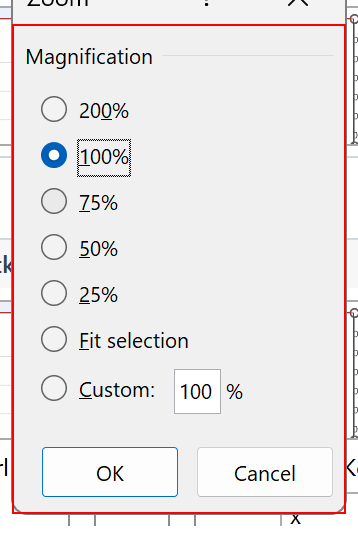 Zoom ?
Magnification
200%
100%
75%
50%
25%
Fit selection
Custom: 100 %
OK Cancel
x